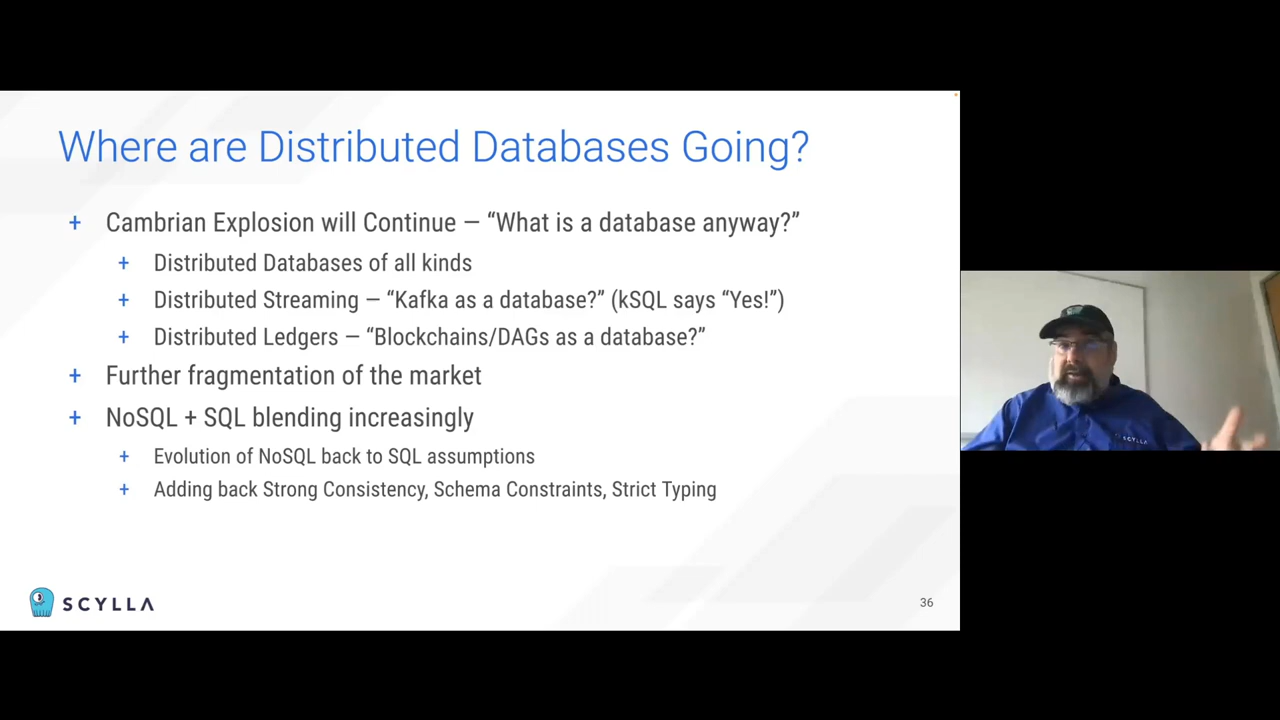 Where are Distributed Databases Going?
+ Cambrian Explosion will Continue — “What is a database anyway?”
+ Distributed Databases of all kinds
+ Distributed Streaming — “Kafka as a database?” (kSQL says “Yes!”)
+ Distributed Ledgers — “Blockchains/DAGs as a database?”
+ Further fragmentation of the market
+ NoSQL + SQL blending increasingly
+ Evolution of NoSQL back to SQL assumptions
+ Adding back Strong Consistency, Schema Constraints, Strict Typing
SCYLLA
36
SCYLLA